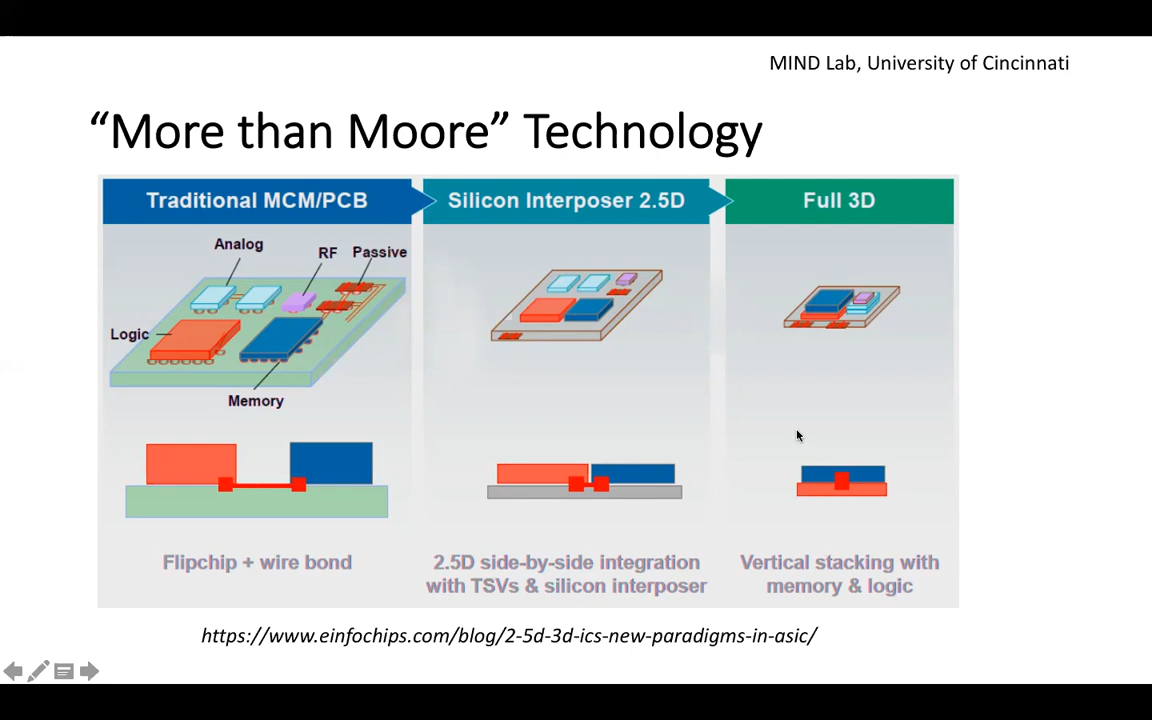 MIND Lab, University of Cincinnati
“More than Moore” Technology
Traditional MCM/PCB
Silicon Interposer 2.5D
Full 3D
Analog
RF
Passive
Logic
Memory
Flipchip + wire bond
2.5D side-by-side integration
with TSVs & silicon interposer
Vertical stacking with
memory & logic
https://www.einfochips.com/blog/2-5d-3d-ics-new-paradigms-in-asic/